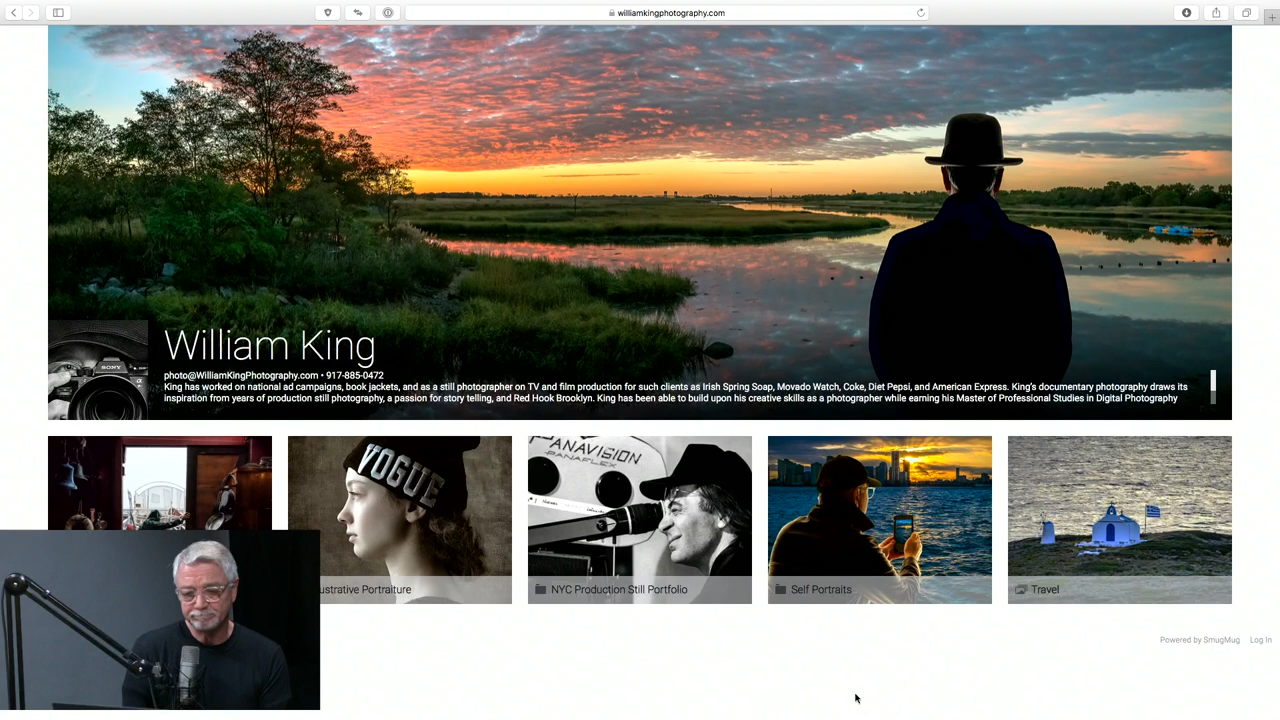 williamkingphotography.com
William King
photo@WilliamKingPhotography.com • 917-885-0472
King has worked on national ad campaigns, book jackets, and as a still photographer on TV and film production for such clients as Irish Spring Soap, Movado Watch, Coke, Diet Pepsi, and American Express. King's documentary photography draws its
inspiration from years of production still photography, a passion for story telling, and Red Hook Brooklyn. King has been able to build upon his creative skills as a photographer while earning his Master of Professional Studies in Digital Photography
SONY
α
VOGUE
PANAVISION
PANAFLEX
ustrative Portraiture
NYC Production Still Portfolio
Self Portraits
Travel
Powered by SmugMug Log In